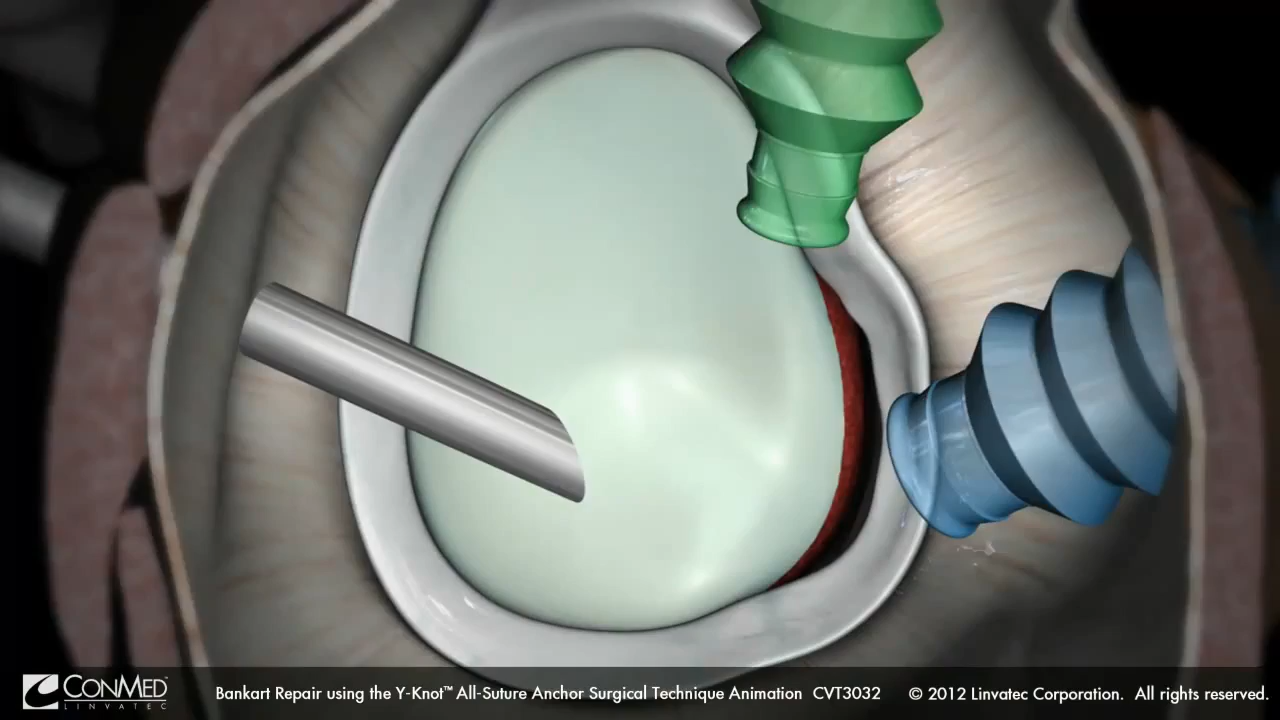 CONMED
LINVATEC
Bankart Repair using the Y-Knot™ All-Suture Anchor Surgical Technique Animation CVT3032 © 2012 Linvatec Corporation. All rights reserved.